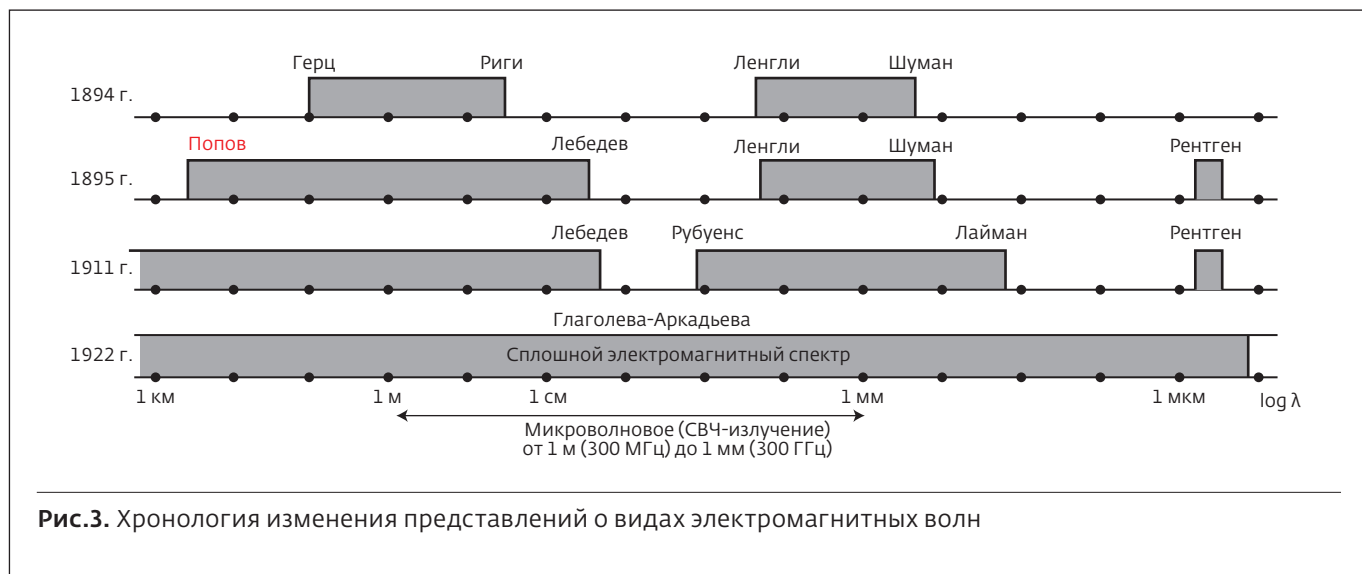 Герц Риги Ленгли Шуман
1894 г.
Попов Лебедев Ленгли Шуман Рентген
1895 г.
Лебедев Рубуенс Лайман Рентген
1911 г.
Глаголева-Аркадьева
1922 г. Сплошной электромагнитный спектр
1 км 1 м 1 см 1 мм 1 мкм log λ
Микроволновое (СВЧ-излучение)
от 1 м (300 МГц) до 1 мм (300 ГГц)
Рис.3. Хронология изменения представлений о видах электромагнитных волн